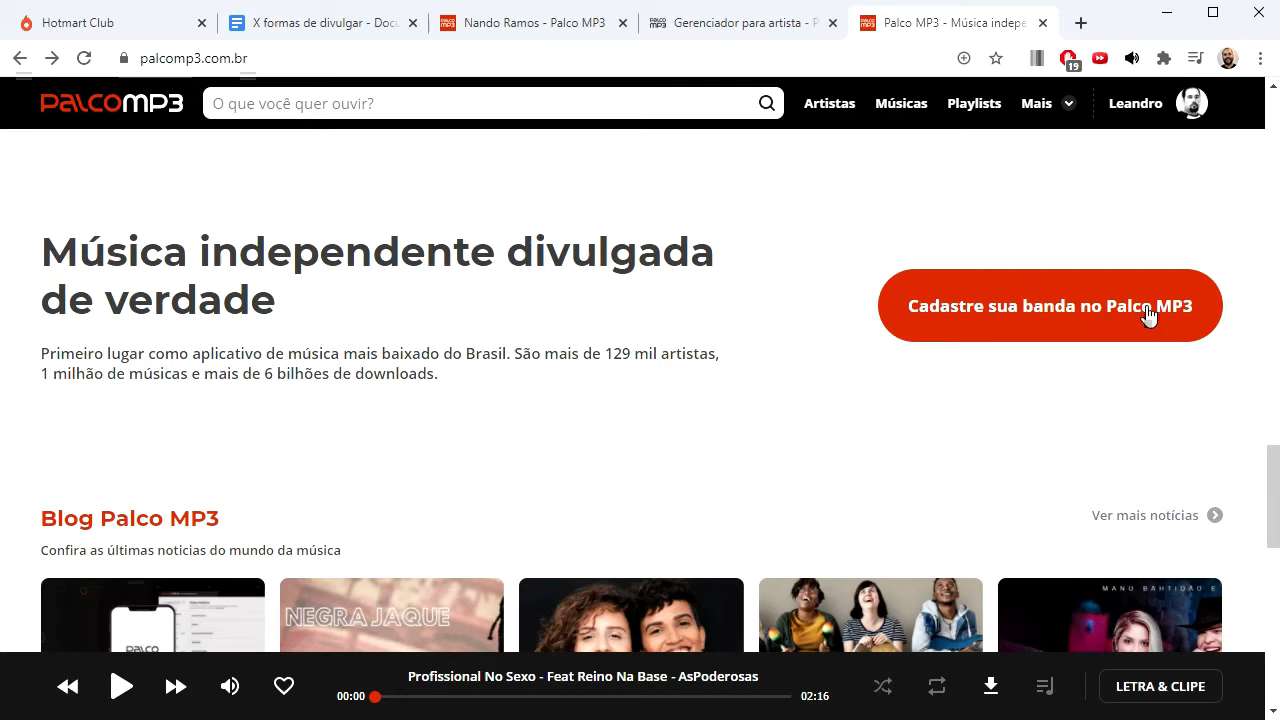 Hotmart Club
X formas de divulgar - Docu
Nando Ramos - Palco MP3
Gerenciador para artista - P
Palco MP3 - Música indepe
palcomp3.com.br
19
PALCOMP3
O que você quer ouvir?
Artistas
Músicas
Playlists
Mais
Leandro
Música independente divulgada
de verdade
Cadastre sua banda no Palco MP3
Primeiro lugar como aplicativo de música mais baixado do Brasil. São mais de 129 mil artistas,
1 milhão de músicas e mais de 6 bilhões de downloads.
Blog Palco MP3
Ver mais notícias
Confira as últimas noticias do mundo da música
NEGRA JAQUE
MANU BAHTIDÃO E
PALCO
Profissional No Sexo - Feat Reino Na Base - AsPoderosas
00:00
02:16
LETRA & CLIPE